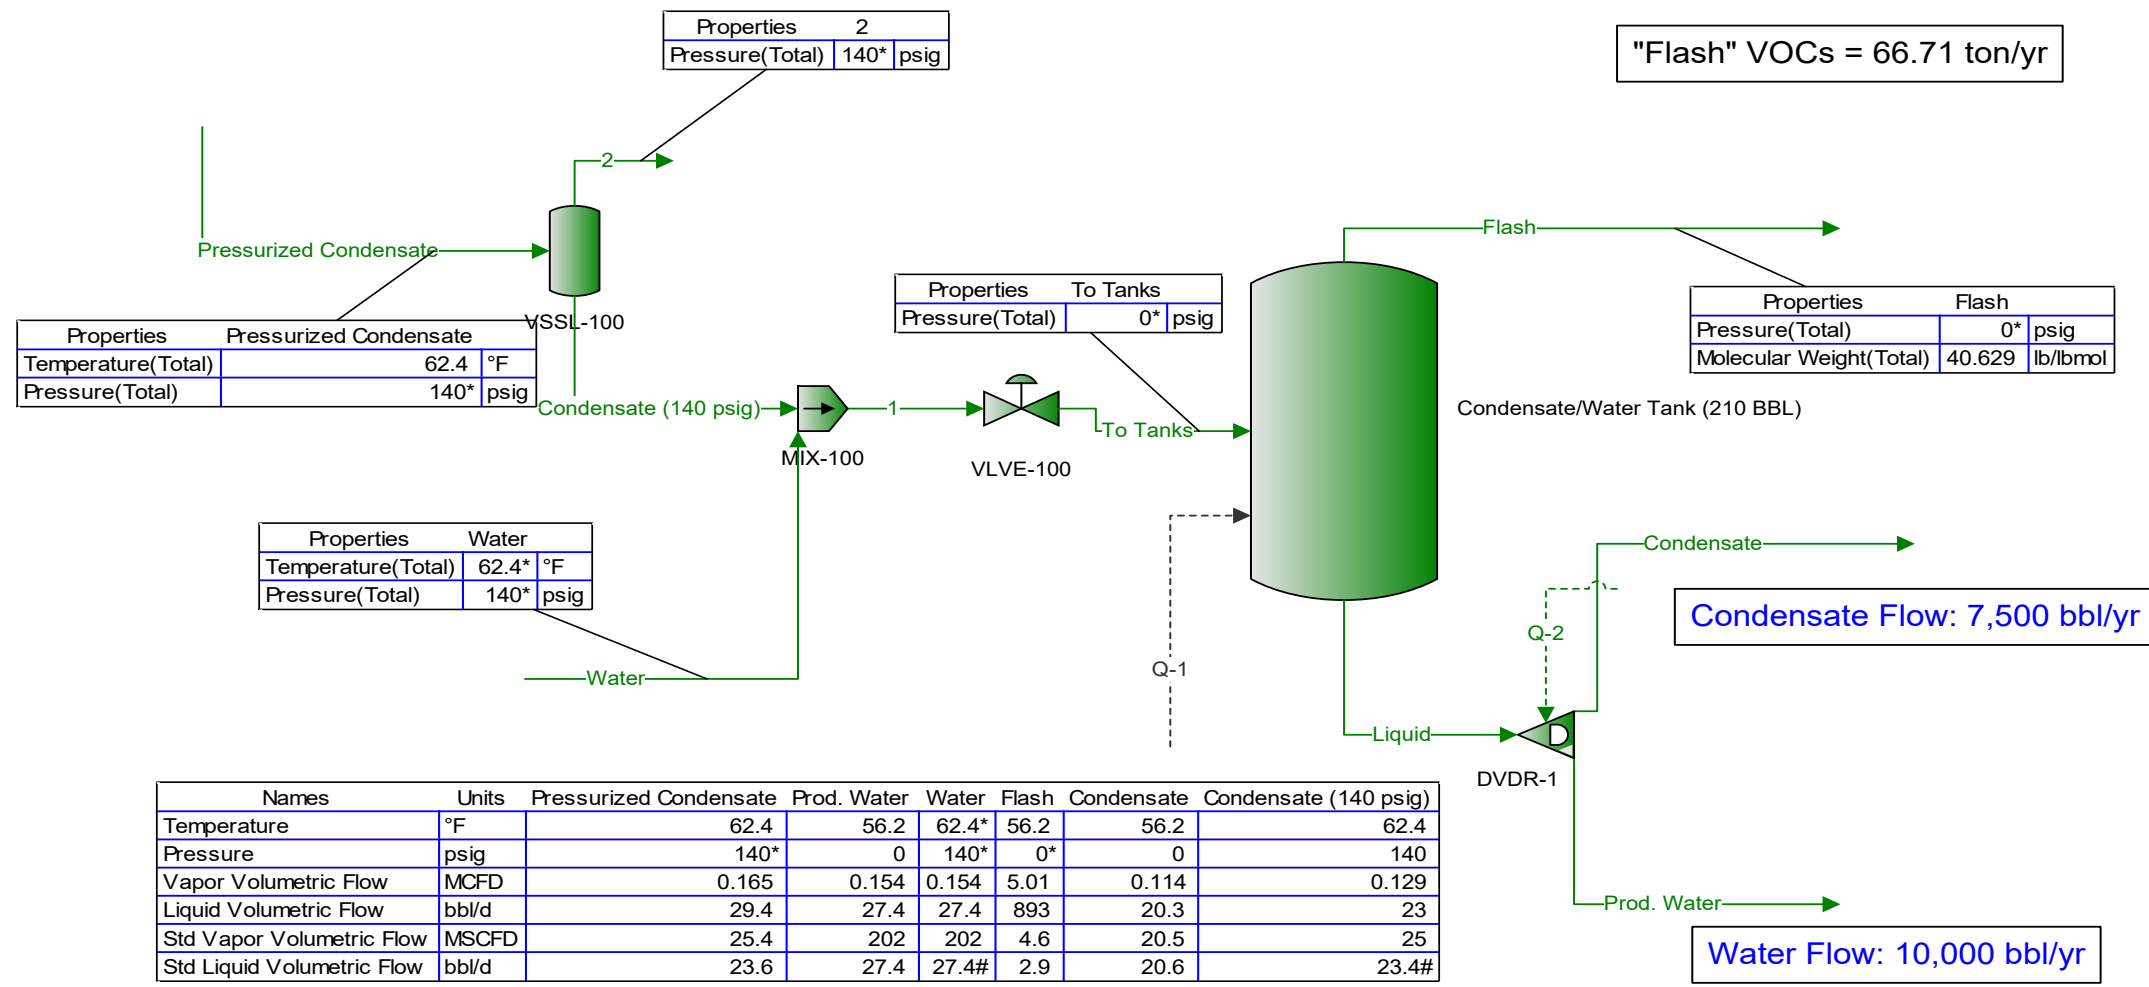 Properties 2
Pressure(Total) 140* psig
"Flash" VOCs = 66.71 ton/yr
2
Pressurized Condensate
VSSL-100
Properties Pressurized Condensate
Temperature(Total) 62.4 °F
Pressure(Total) 140* psig
Flash
Properties To Tanks
Pressure(Total) 0* psig
Properties Flash
Pressure(Total) 0* psig
Molecular Weight(Total) 40.629 lb/lbmol
Condensate (140 psig)
1
To Tanks
Condensate/Water Tank (210 BBL)
MIX-100
VLVE-100
Properties Water
Temperature(Total) 62.4* °F
Pressure(Total) 140* psig
Water
Condensate
Condensate Flow: 7,500 bbl/yr
Q-2
Q-1
Liquid
DVDR-1
Names Units Pressurized Condensate Prod. Water Water Flash Condensate Condensate (140 psig)
Temperature °F 62.4 56.2 62.4* 56.2 56.2 62.4
Pressure psig 140* 0 140* 0* 0 140
Vapor Volumetric Flow MCFD 0.165 0.154 0.154 5.01 0.114 0.129
Liquid Volumetric Flow bbl/d 29.4 27.4 27.4 893 20.3 23
Std Vapor Volumetric Flow MSCFD 25.4 202 202 4.6 20.5 25
Std Liquid Volumetric Flow bbl/d 23.6 27.4 27.4# 2.9 20.6 23.4#
Prod. Water
Water Flow: 10,000 bbl/yr